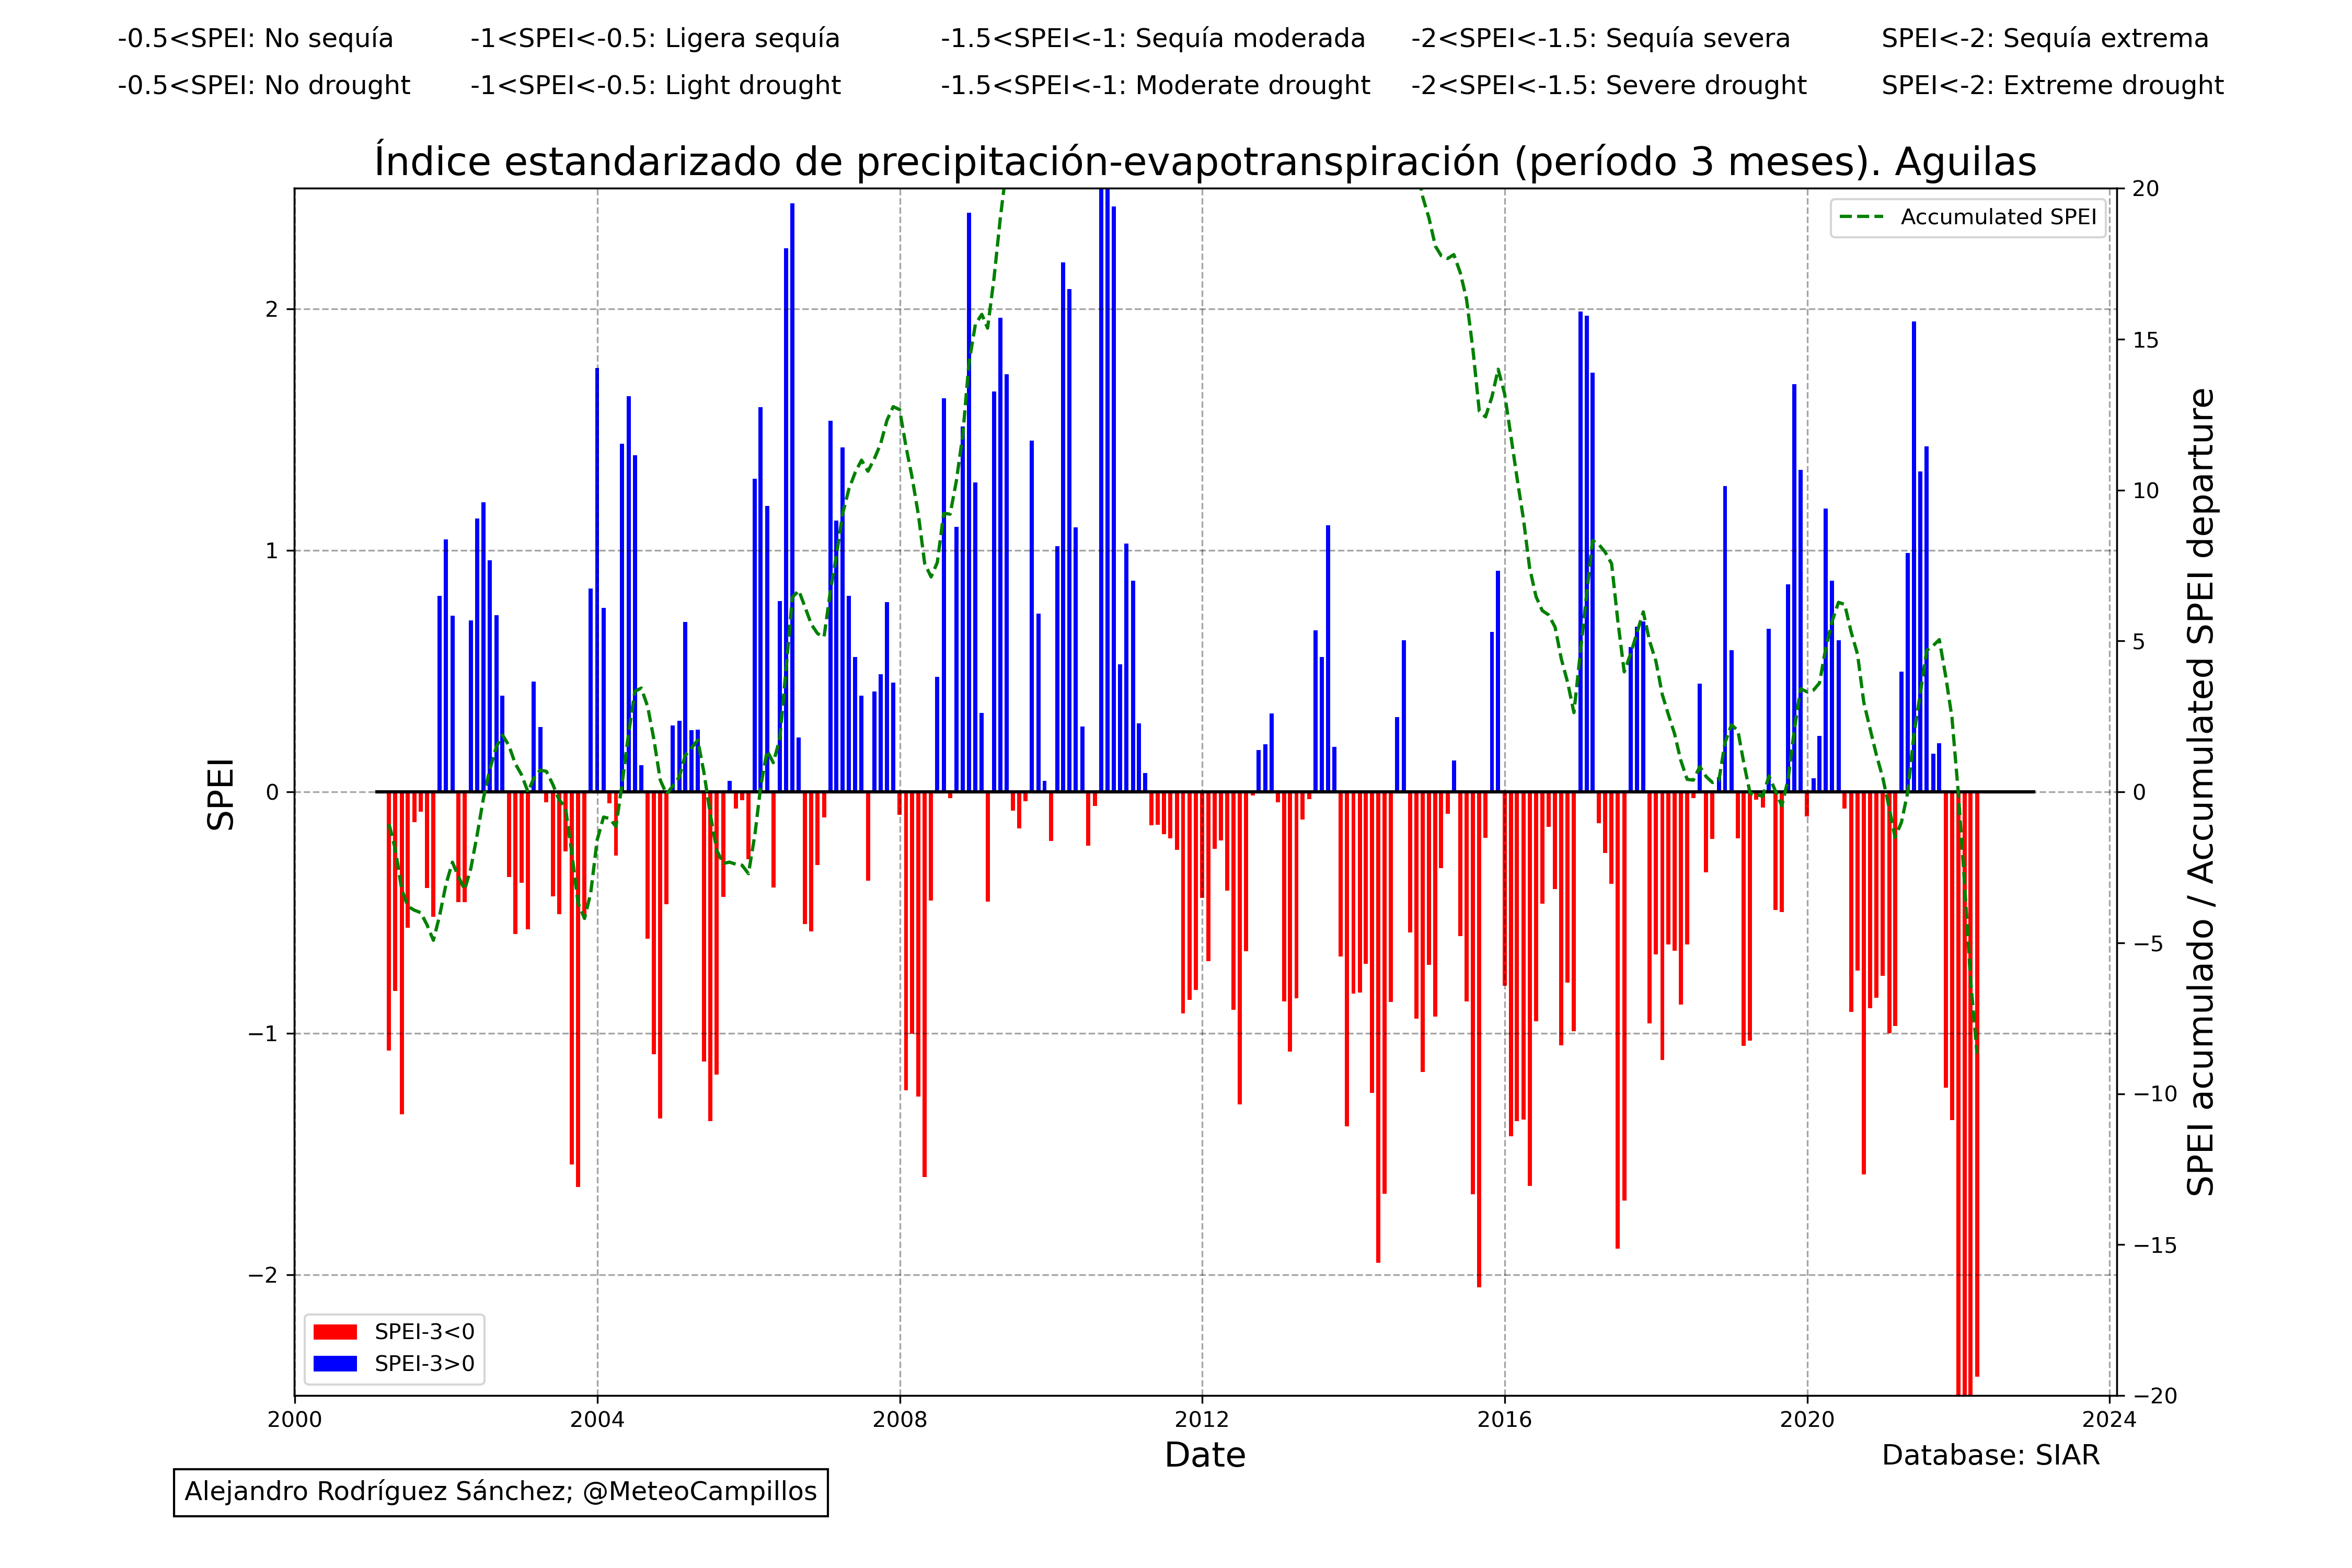 -0.5<SPEI: No sequía -1<SPEI<-0.5: Ligera sequía -1.5<SPEI<-1: Sequía moderada -2<SPEI<-1.5: Sequía severa SPEI<-2: Sequía extrema
-0.5<SPEI: No drought -1<SPEI<-0.5: Light drought -1.5<SPEI<-1: Moderate drought -2<SPEI<-1.5: Severe drought SPEI<-2: Extreme drought
Índice estandarizado de precipitación-evapotranspiración (período 3 meses). Aguilas
Accumulated SPEI
SPEI
2
1
0
−1
−2
20
15
10
5
0
−5
−10
−15
−20
SPEI acumulado / Accumulated SPEI departure
SPEI-3<0
SPEI-3>0
2000 2004 2008 2012 2016 2020 2024
Date
Database: SIAR
Alejandro Rodríguez Sánchez; @MeteoCampillos